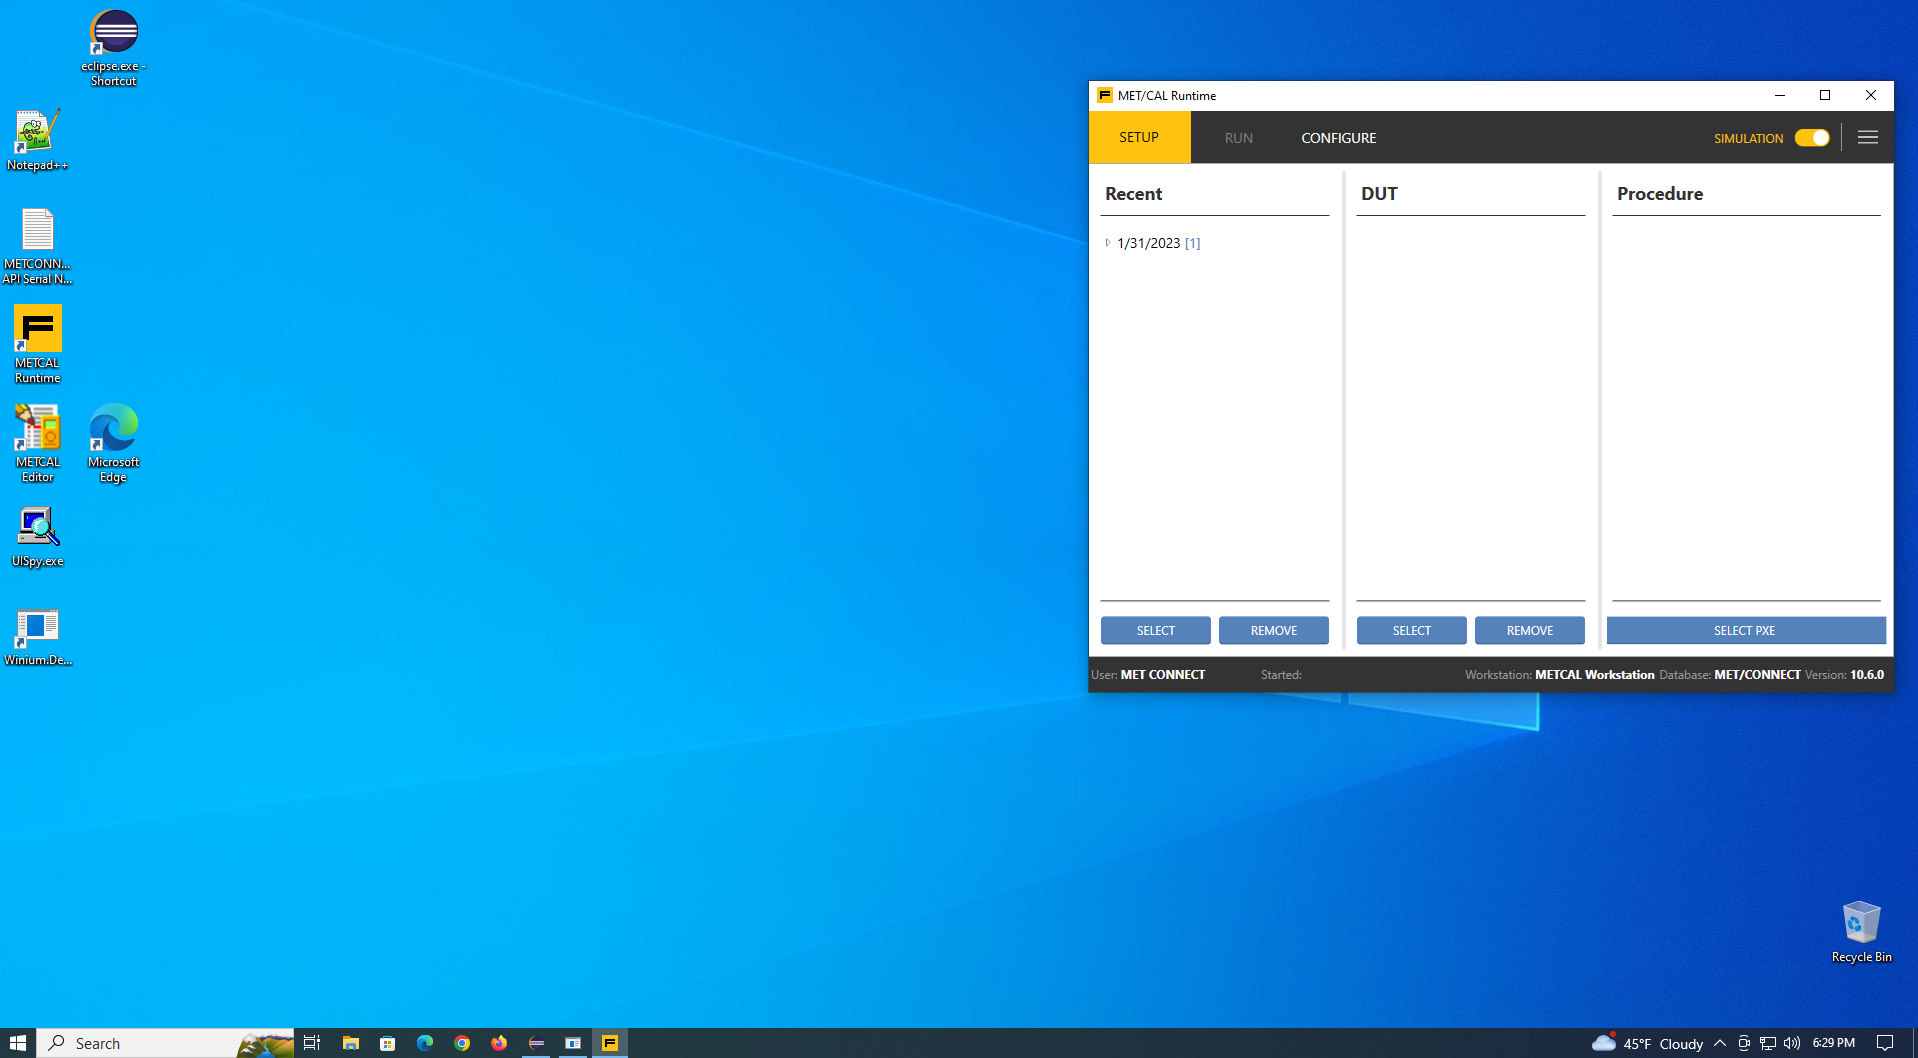 eclipse.exe -
Shortcut
Notepad++
METCONN...
API Serial N...
METCAL
Runtime
METCAL
Editor
Microsoft
Edge
UISpy.exe
Winium.De...
MET/CAL Runtime
SETUP
RUN
CONFIGURE
SIMULATION
Recent
DUT
Procedure
1/31/2023 [1]
SELECT
REMOVE
SELECT
REMOVE
SELECT PXE
User: MET CONNECT
Started:
Workstation: METCAL Workstation Database: MET/CONNECT Version: 10.6.0
Recycle Bin
Search
45°F Cloudy
6:29 PM